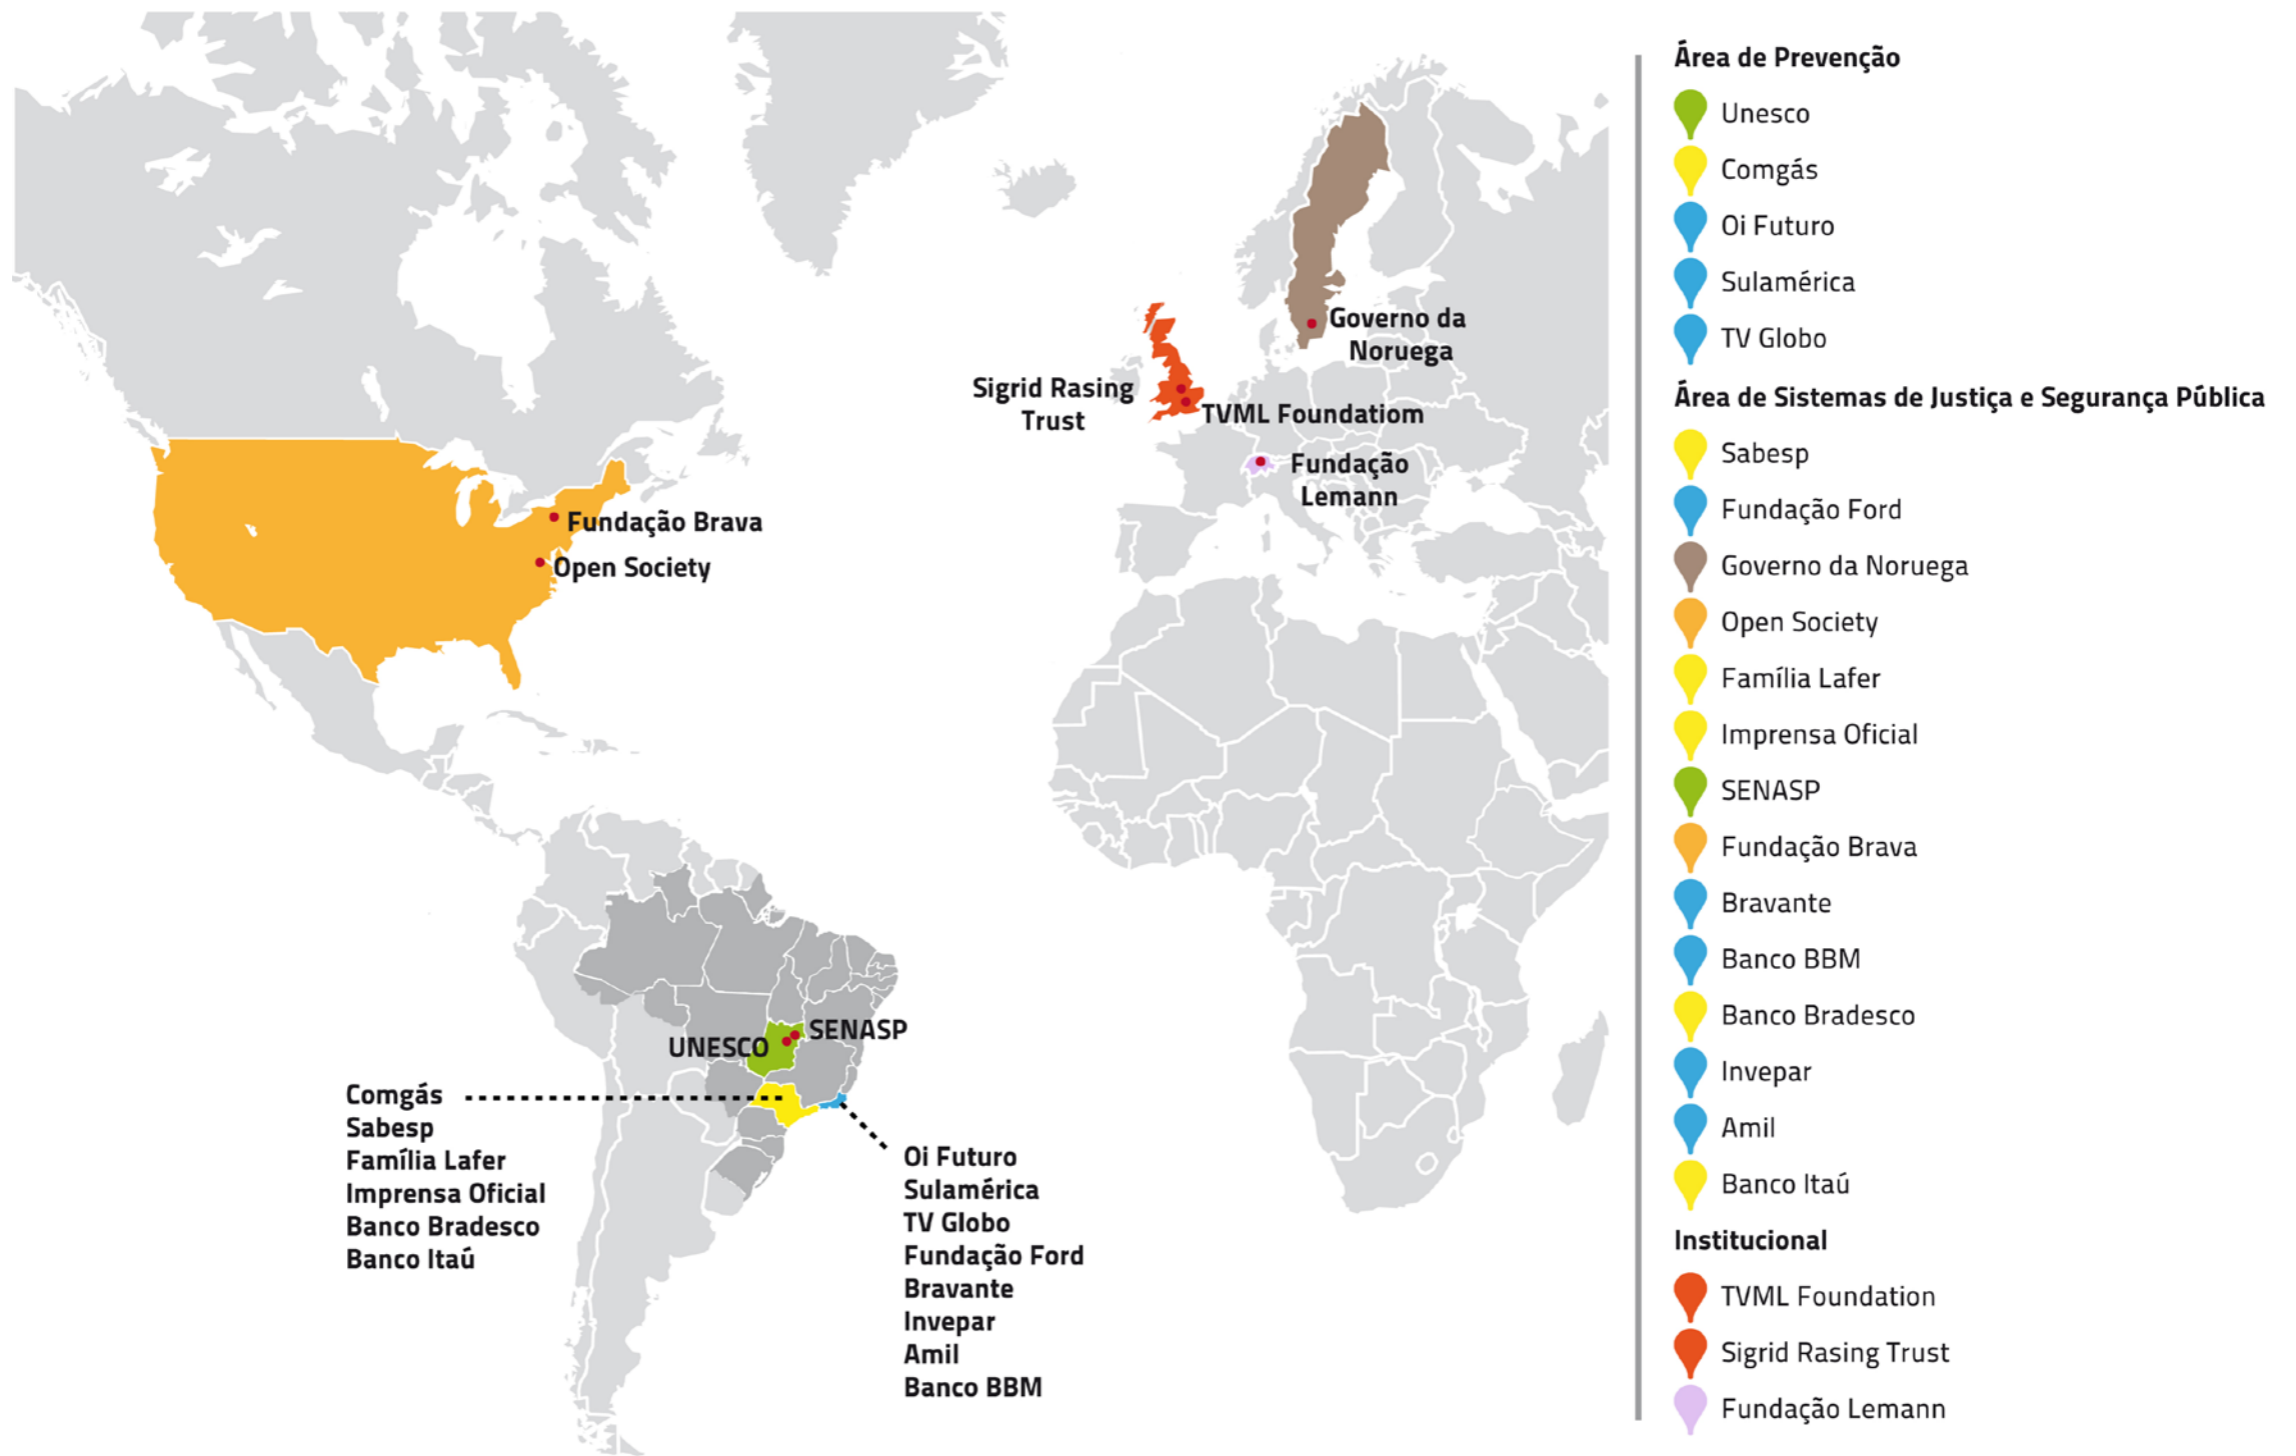 Governo da
Noruega
Sigrid Rasing
Trust
TVML Foundatiom
Fundação
Lemann
Fundação Brava
Open Society
SENASP
UNESCO
Comgás
Sabesp
Família Lafer
Imprensa Oficial
Banco Bradesco
Banco Itaú
Oi Futuro
Sulamérica
TV Globo
Fundação Ford
Bravante
Invepar
Amil
Banco BBM
Área de Prevenção
Unesco
Comgás
Oi Futuro
Sulamérica
TV Globo
Área de Sistemas de Justiça e Segurança Pública
Sabesp
Fundação Ford
Governo da Noruega
Open Society
Família Lafer
Imprensa Oficial
SENASP
Fundação Brava
Bravante
Banco BBM
Banco Bradesco
Invepar
Amil
Banco Itaú
Institucional
TVML Foundation
Sigrid Rasing Trust
Fundação Lemann